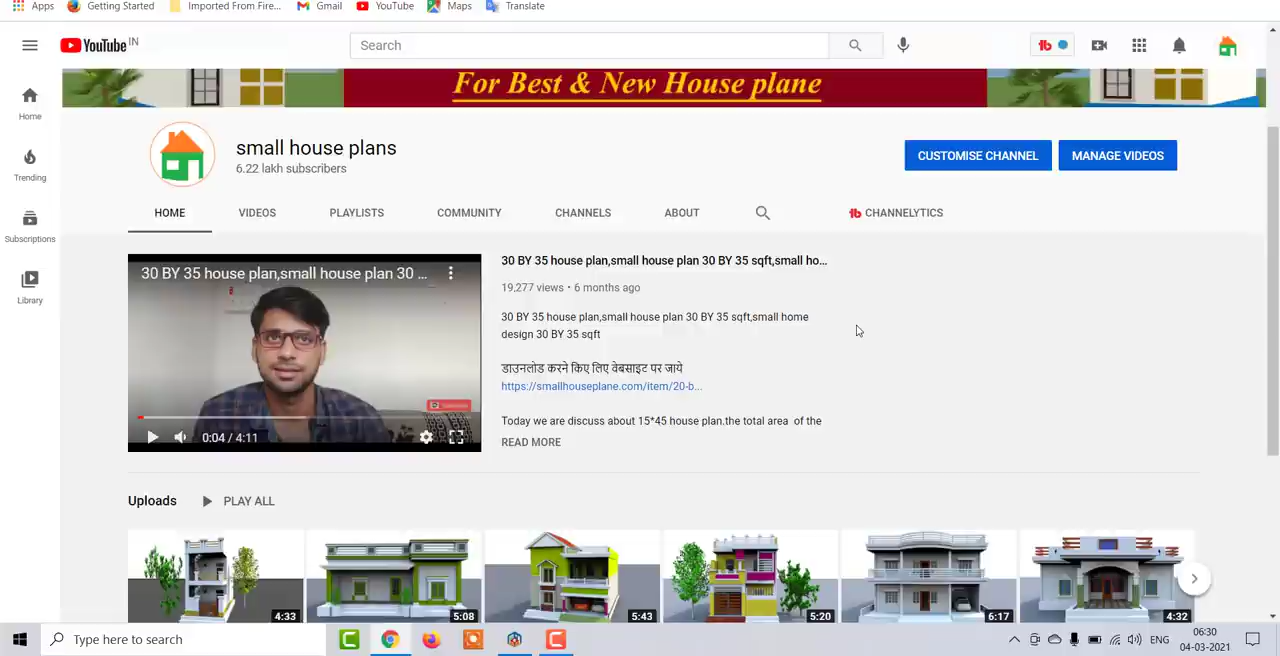 Apps Getting Started Imported From Fire... Gmail YouTube Maps Translate
YouTube IN
Search
Home
Trending
Subscriptions
Library
For Best & New House plane
small house plans
6.22 lakh subscribers
CUSTOMISE CHANNEL MANAGE VIDEOS
HOME VIDEOS PLAYLISTS COMMUNITY CHANNELS ABOUT CHANNELYTICS
30 BY 35 house plan,small house plan 30 ...
0:04 / 4:11
30 BY 35 house plan,small house plan 30 BY 35 sqft,small ho...
19,277 views • 6 months ago
30 BY 35 house plan,small house plan 30 BY 35 sqft,small home
design 30 BY 35 sqft
डाउनलोड करने किए लिए वेबसाइट पर जाये
https://smallhouseplane.com/item/20-b...
Today we are discuss about 15*45 house plan.the total area of the
READ MORE
Uploads PLAY ALL
4:33 5:08 5:43 5:20 6:17 4:32
Type here to search
ENG
06:30
04-03-2021